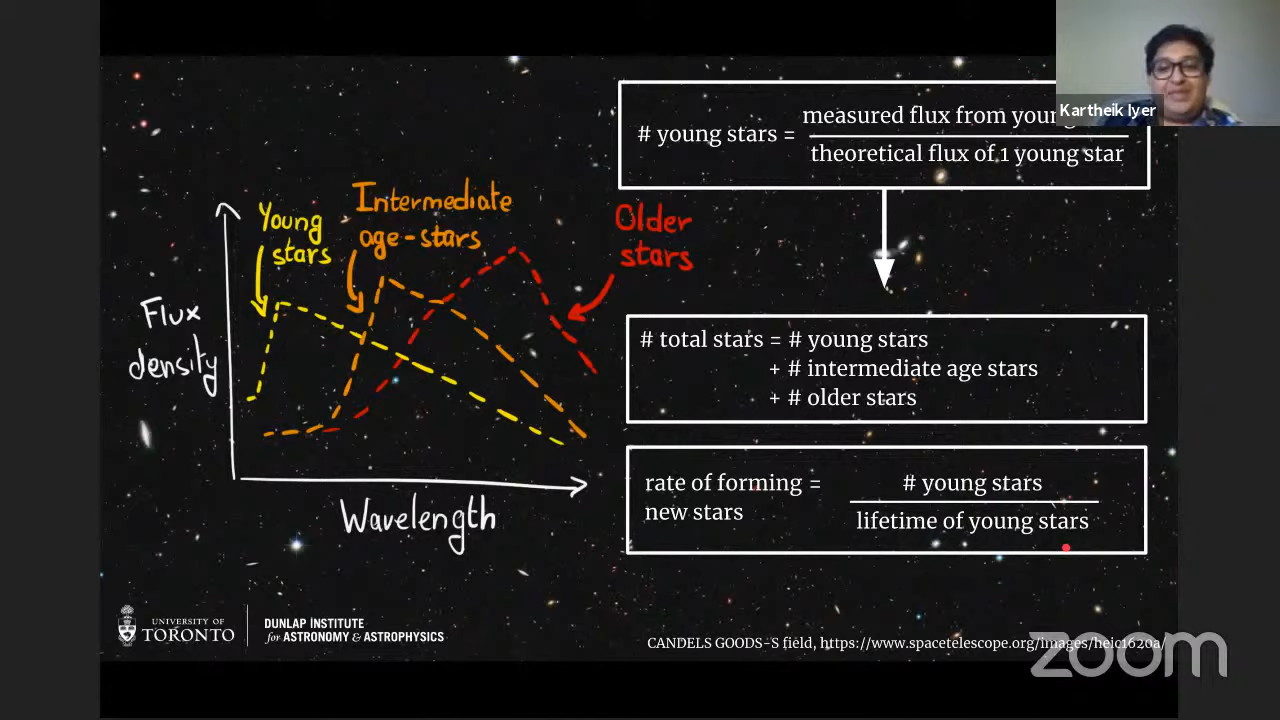 Kartheik Iyer
# young stars =
measured flux from
theoretical flux of 1 young star
Young
stars
Intermediate
age-stars
Older
stars
Flux
density
Wavelength
# total stars = # young stars
+ # intermediate age stars
+ # older stars
rate of forming =
new stars
# young stars
lifetime of young stars
UNIVERSITY OF
TORONTO
DUNLAP INSTITUTE
for ASTRONOMY & ASTROPHYSICS
CANDELS GOODS-S field, https://www.spacetelescope.org/images/heic1620a/
zoom